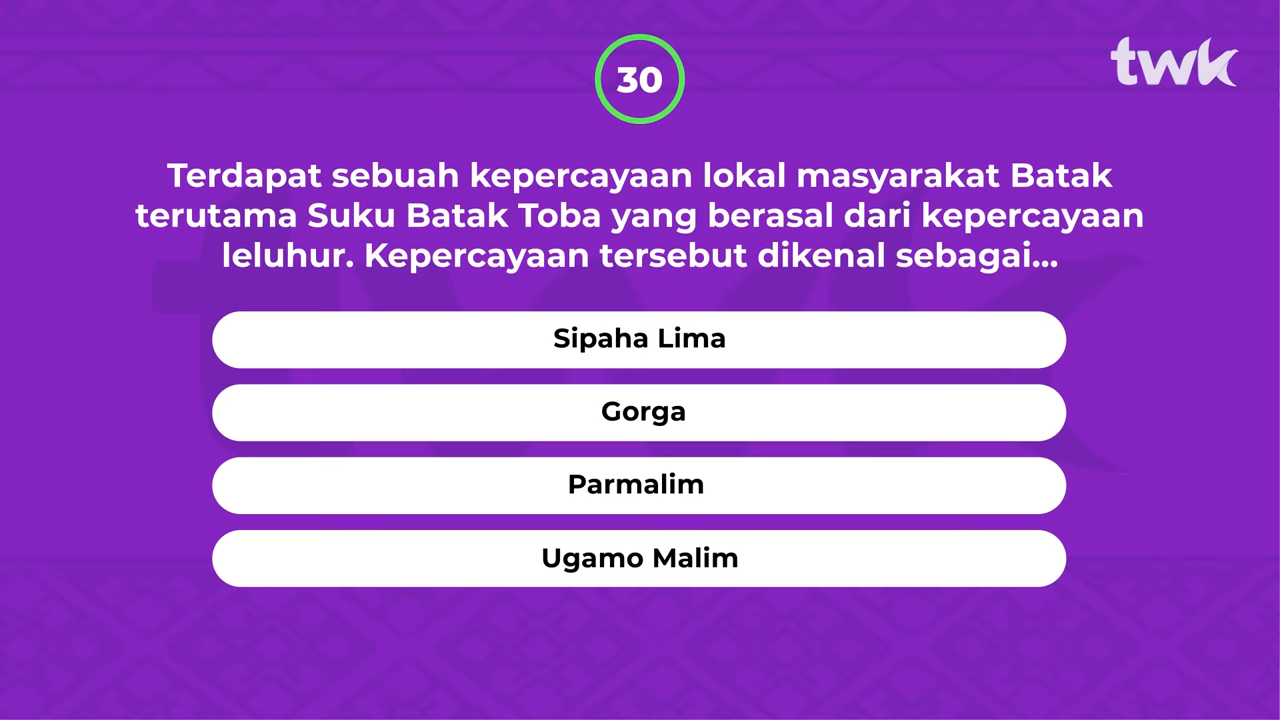 30
twk
Terdapat sebuah kepercayaan lokal masyarakat Batak
terutama Suku Batak Toba yang berasal dari kepercayaan
leluhur. Kepercayaan tersebut dikenal sebagai...
Sipaha Lima
Gorga
Parmalim
Ugamo Malim